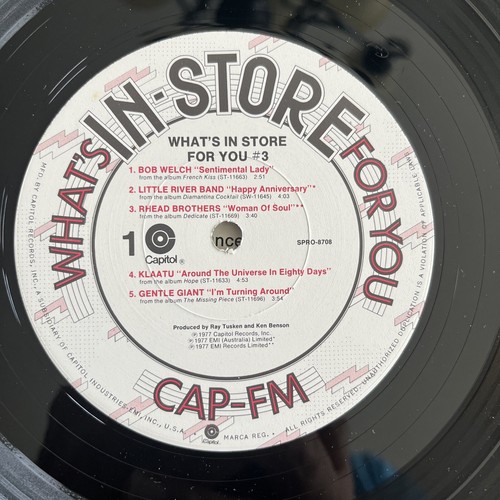 WHAT'S IN-STORE FOR YOU
WHAT'S IN STORE
FOR YOU #3
1. BOB WELCH "Sentimental Lady"
from the album French Kiss (ST-11663) 2:51
2. LITTLE RIVER BAND "Happy Anniversary"*
from the album Diamantina Cocktail (SW-11645) 4:03
3. RHEAD BROTHERS "Woman Of Soul"**
from the album Dedicate (ST-11669) 3:40
1 Capitol® nce SPRO-8708
4. KLAATU "Around The Universe In Eighty Days"
from the album Hope (ST-11633) 4:53
5. GENTLE GIANT "I'm Turning Around"
from the album The Missing Piece (ST-11696) 3:54
Produced by Ray Tusken and Ken Benson
℗ 1977 Capitol Records, Inc.
℗ 1977 EMI (Australia) Limited*
℗ 1977 EMI Records Limited**
CAP-FM
MFD. BY CAPITOL RECORDS, INC., A SUBSIDIARY OF CAPITOL INDUSTRIES-EMI, INC., U.S.A.
Capitol®
MARCA REG. • ALL RIGHTS RESERVED. UNAUTHORIZED DUPLICATION IS A VIOLATION OF APPLICABLE